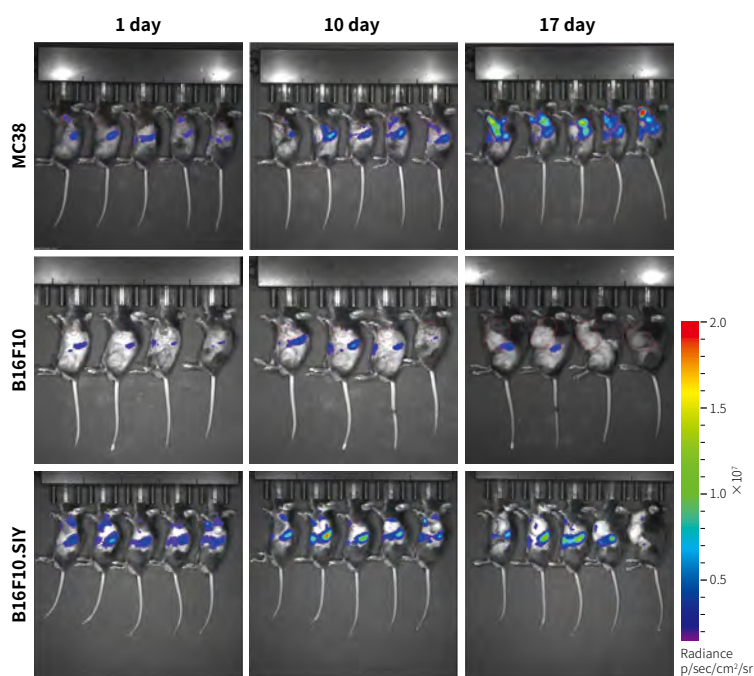 1 day
10 day
17 day
MC38
B16F10
B16F10.SIY
2.0
1.5
1.0
0.5
×10⁷
Radiance
p/sec/cm²/sr